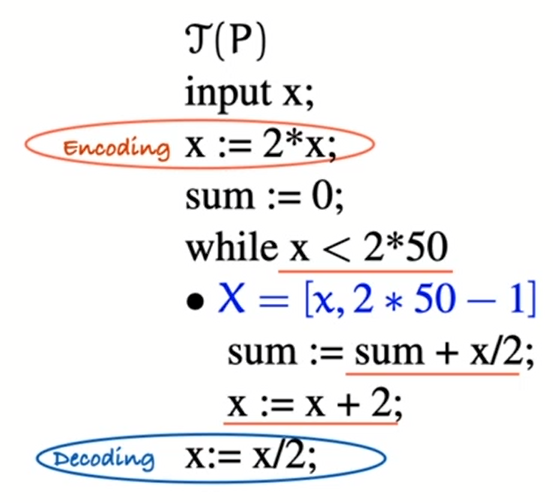 𝒯(P)
input x;
Encoding x := 2*x;
sum := 0;
while x < 2*50
• X = [x, 2 ∗ 50 − 1]
sum := sum + x/2;
x := x + 2;
Decoding x:= x/2;